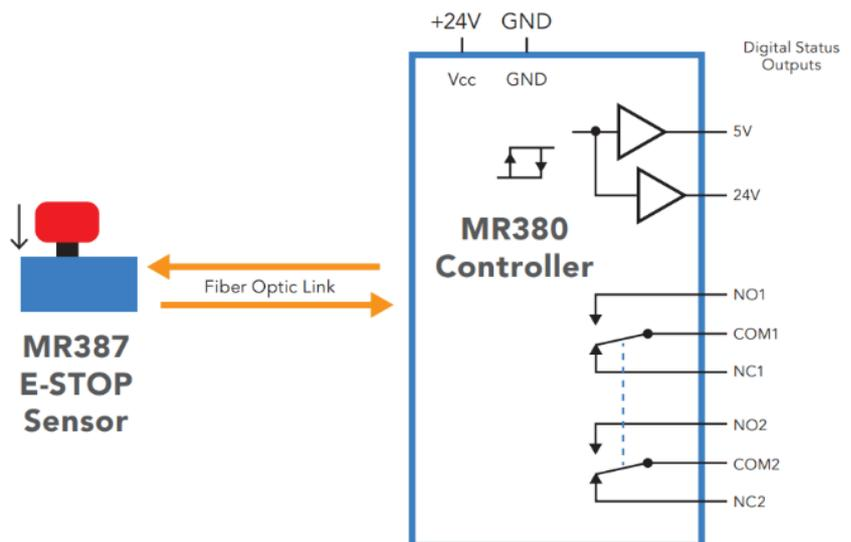 +24V GND
Digital Status
Outputs
Vcc GND
5V
24V
MR380
Controller
Fiber Optic Link
NO1
COM1
NC1
MR387
E-STOP
Sensor
NO2
COM2
NC2